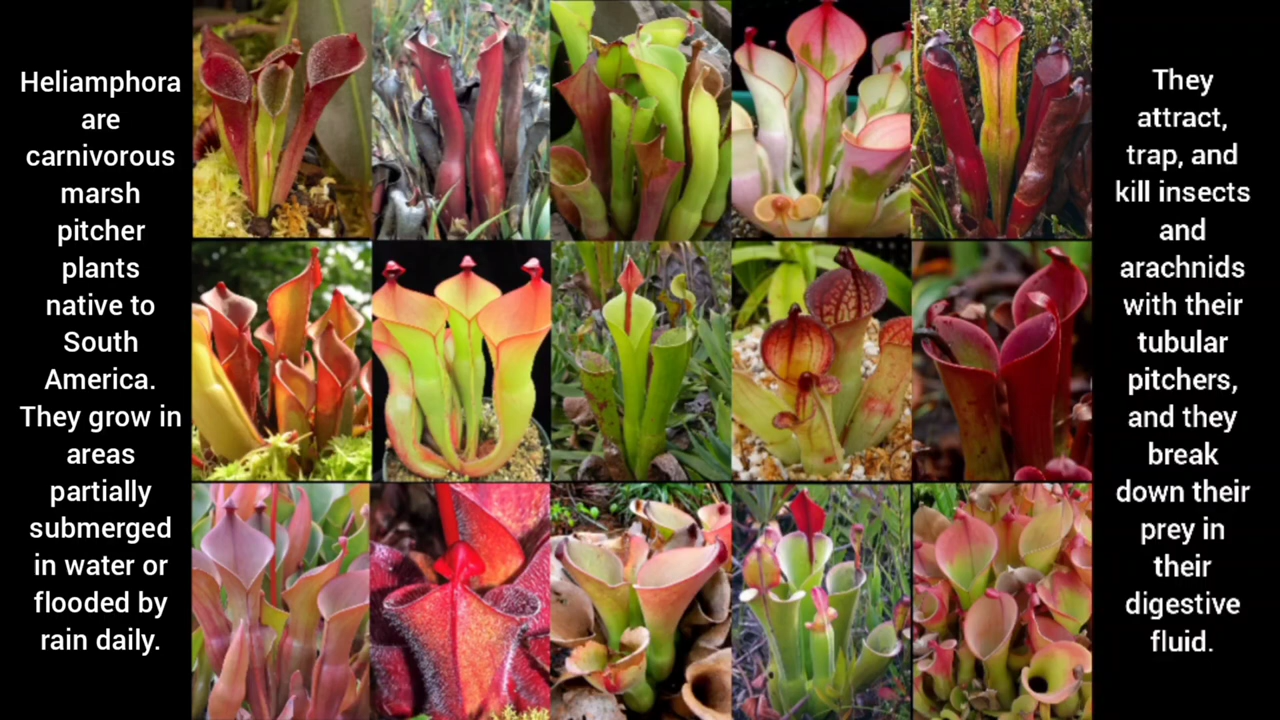 Heliamphora
are
carnivorous
marsh
pitcher
plants
native to
South
America.
They grow in
areas
partially
submerged
in water or
flooded by
rain daily.
They
attract,
trap, and
kill insects
and
arachnids
with their
tubular
pitchers,
and they
break
down their
prey in
their
digestive
fluid.